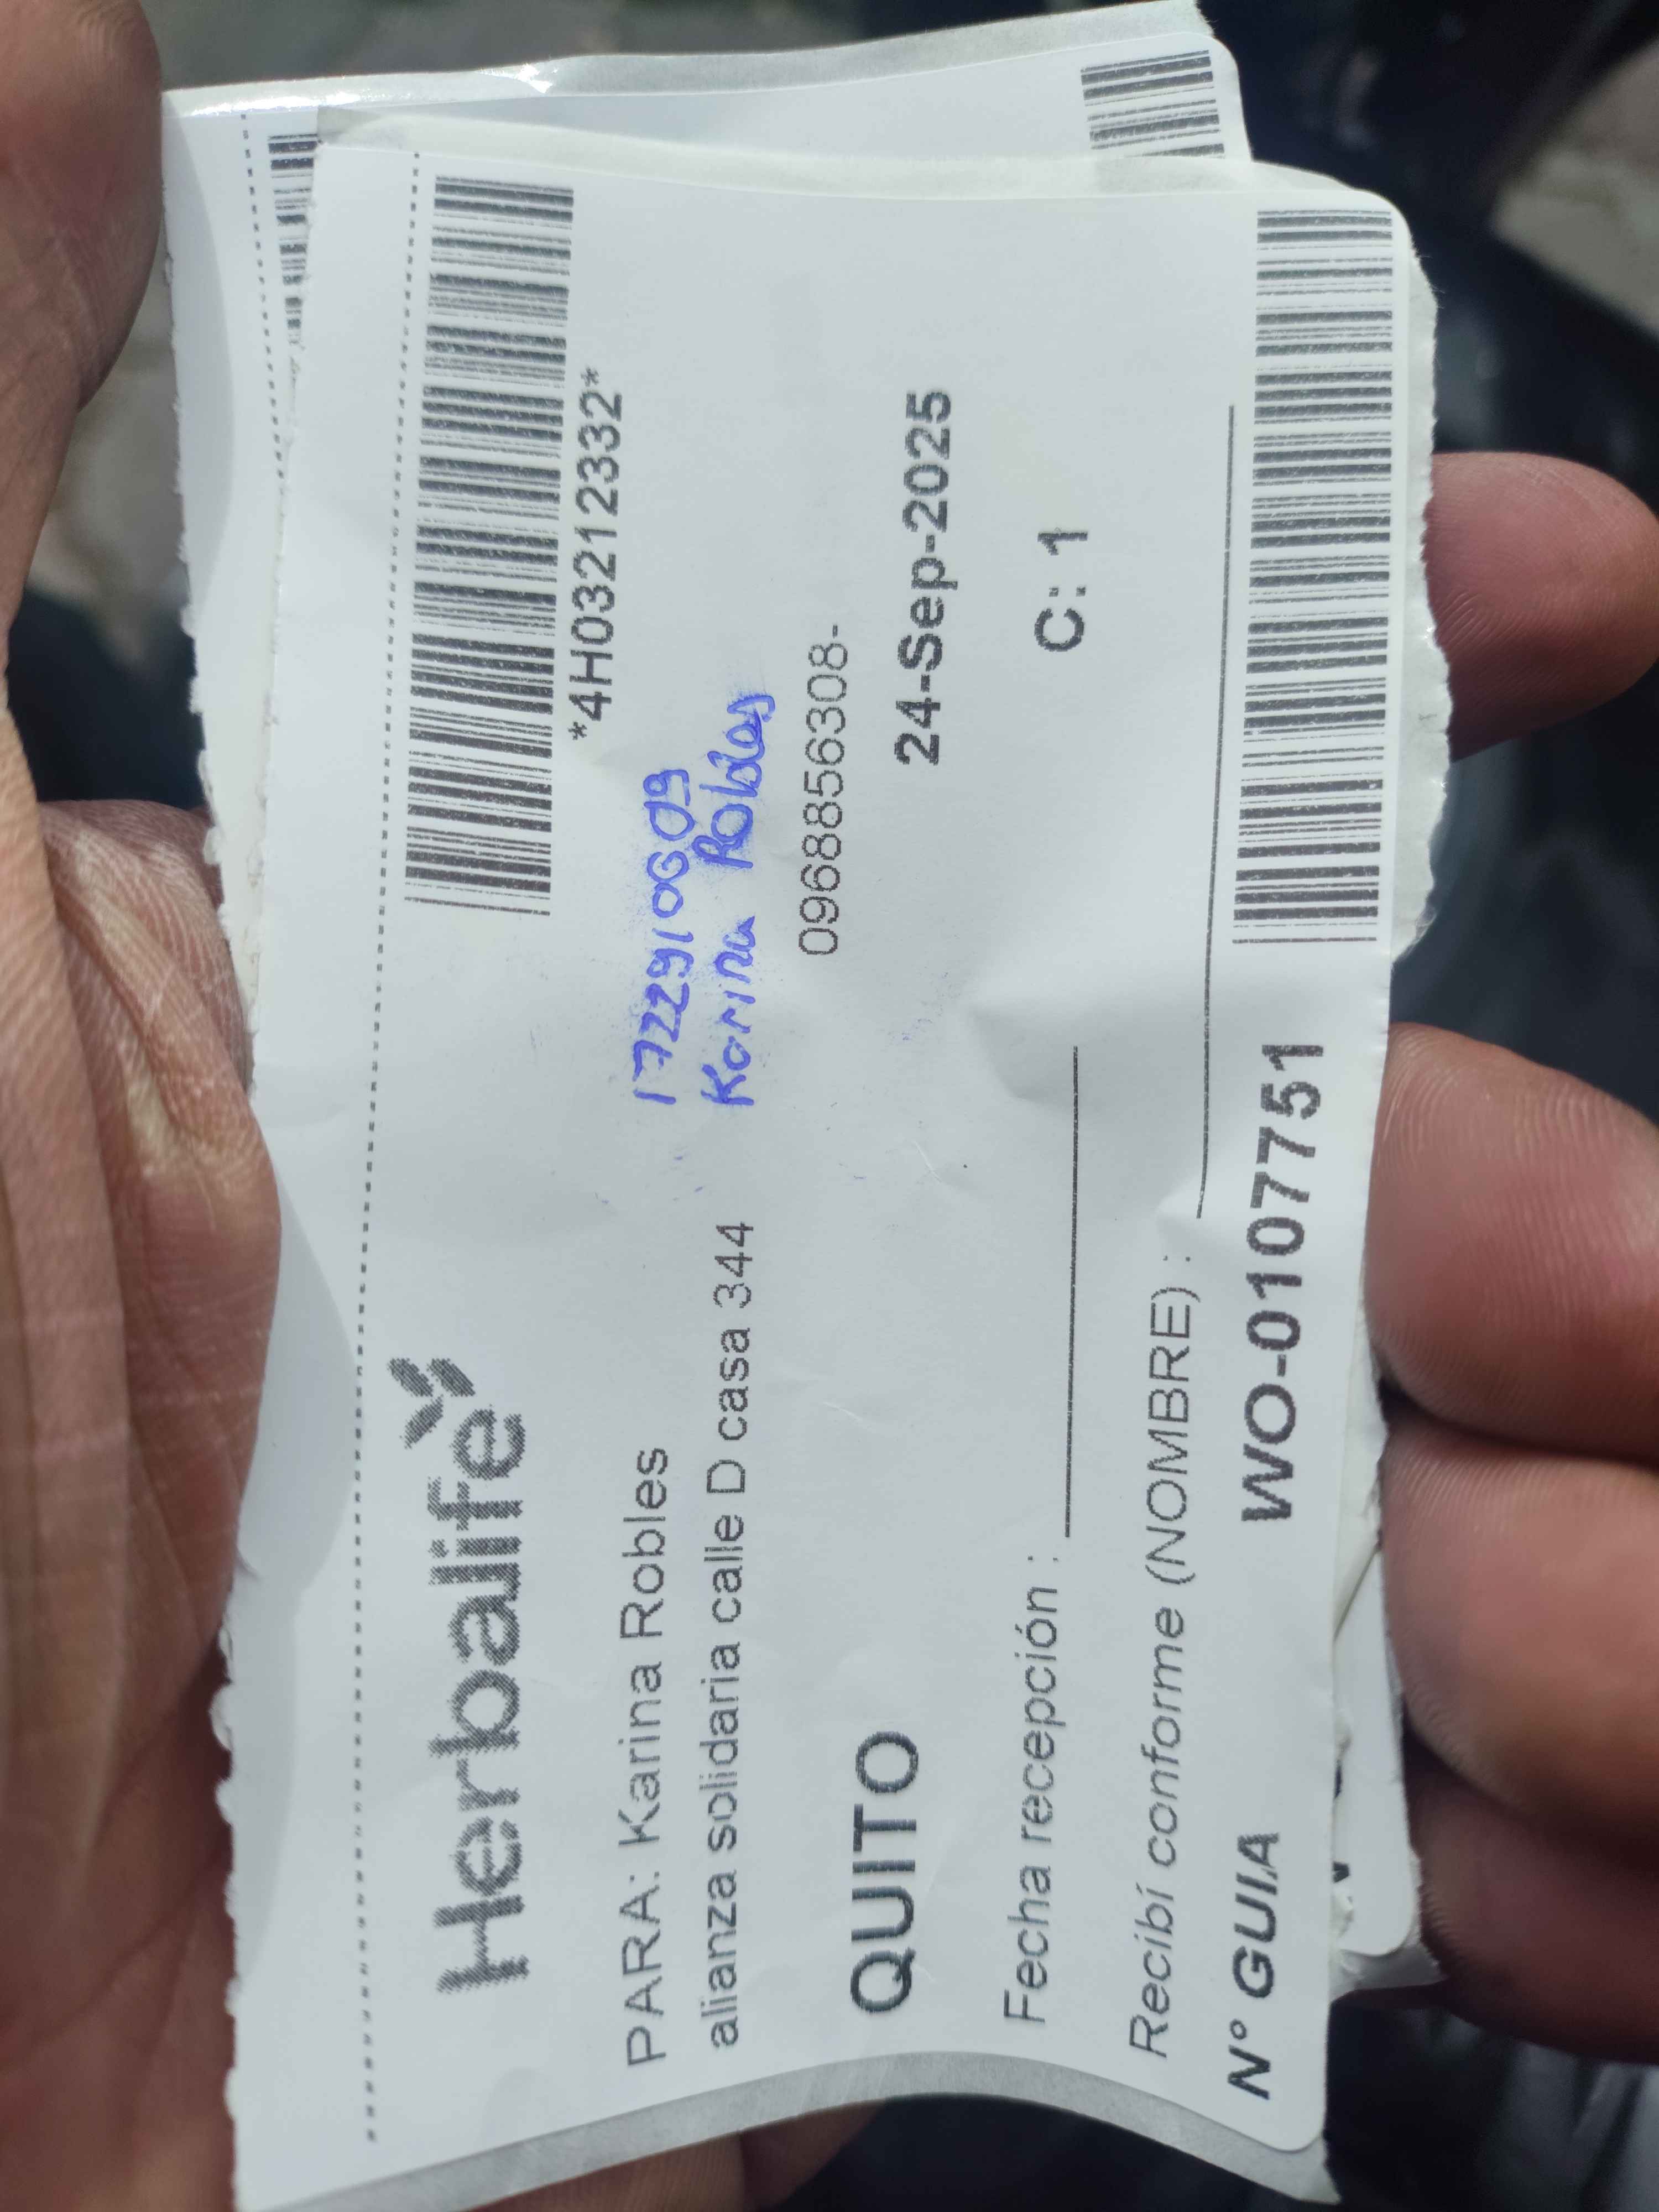 Herbalife
*4H03212332*
PARA: Karina Robles
1722910609
alianza solidaria calle D casa 344
Karina Robles
0968856308-
QUITO
24-Sep-2025
Fecha recepción :
C: 1
Recibí conforme (NOMBRE) :
N° GUIA
WO-0107751